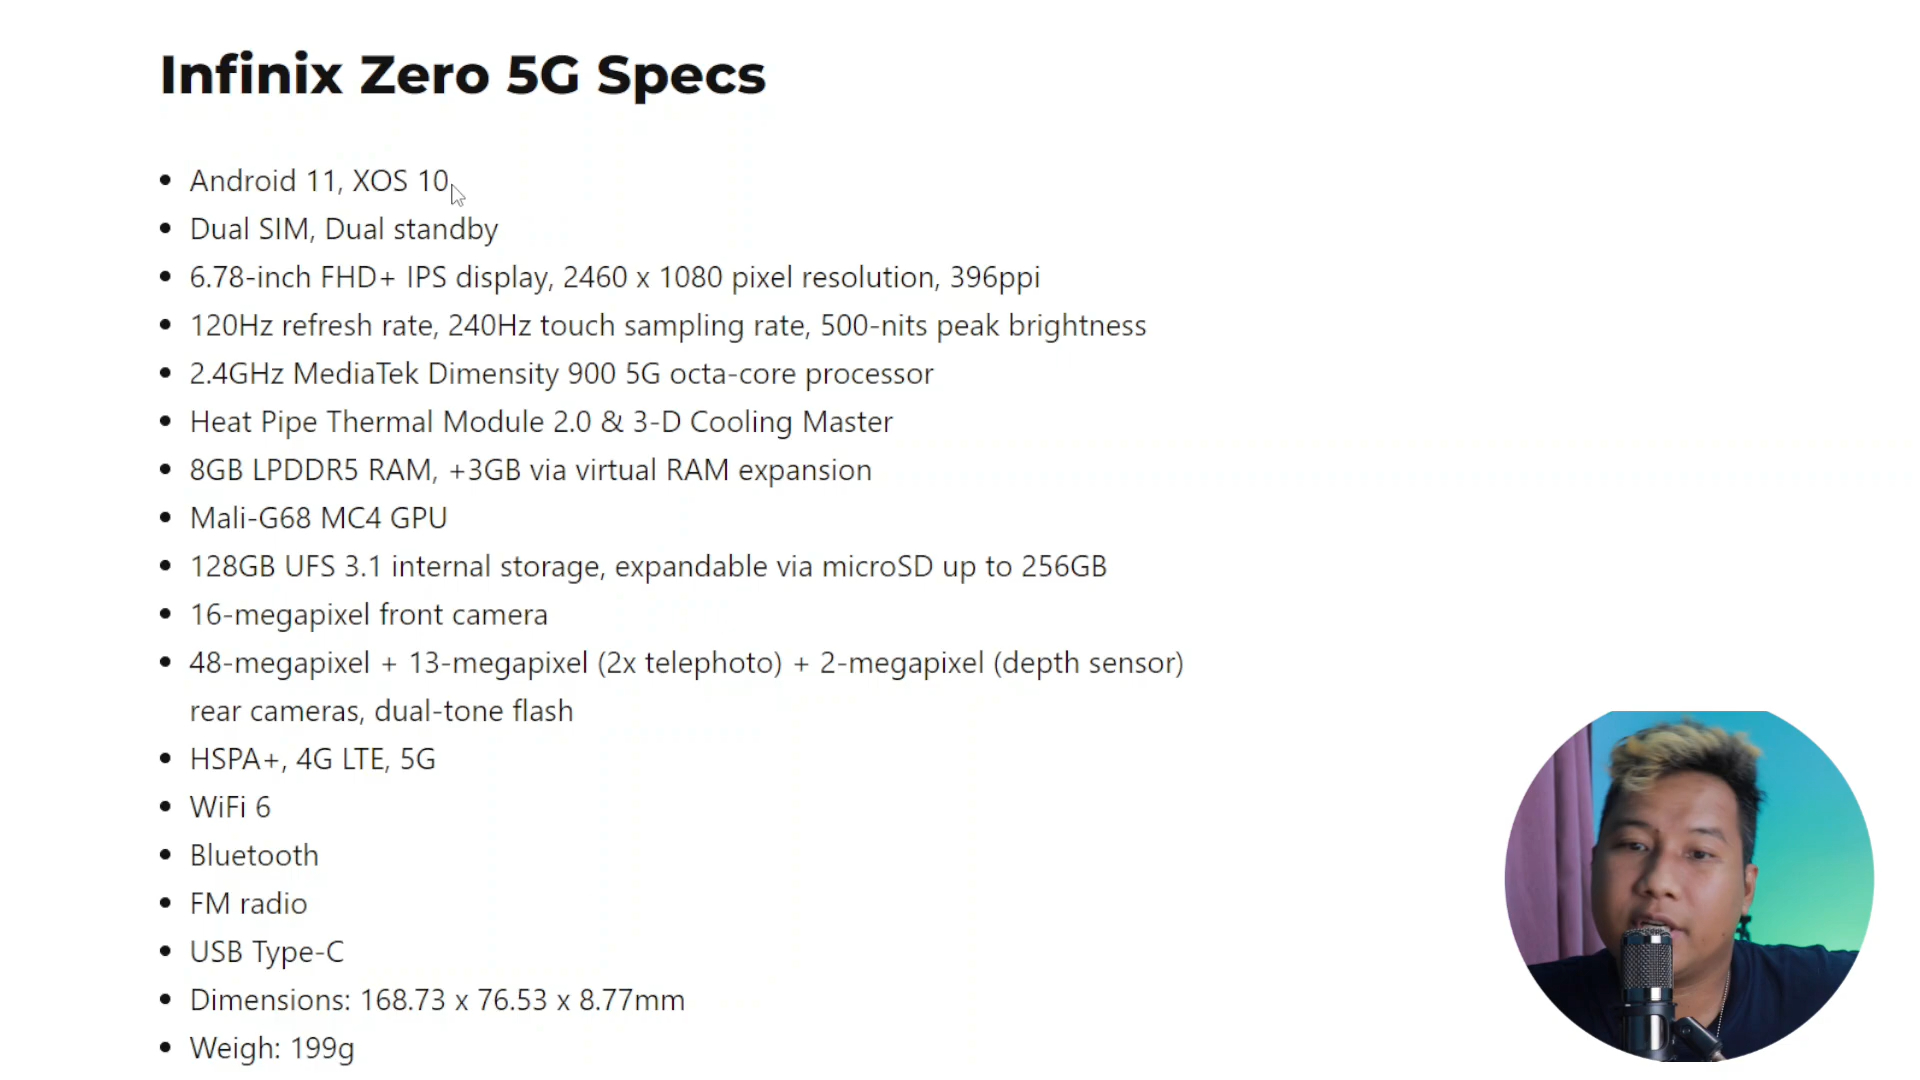 Infinix Zero 5G Specs
Android 11, XOS 10
Dual SIM, Dual standby
6.78-inch FHD+ IPS display, 2460 x 1080 pixel resolution, 396ppi
120Hz refresh rate, 240Hz touch sampling rate, 500-nits peak brightness
2.4GHz MediaTek Dimensity 900 5G octa-core processor
Heat Pipe Thermal Module 2.0 & 3-D Cooling Master
8GB LPDDR5 RAM, +3GB via virtual RAM expansion
Mali-G68 MC4 GPU
128GB UFS 3.1 internal storage, expandable via microSD up to 256GB
16-megapixel front camera
48-megapixel + 13-megapixel (2x telephoto) + 2-megapixel (depth sensor)
rear cameras, dual-tone flash
HSPA+, 4G LTE, 5G
WiFi 6
Bluetooth
FM radio
USB Type-C
Dimensions: 168.73 x 76.53 x 8.77mm
Weigh: 199g